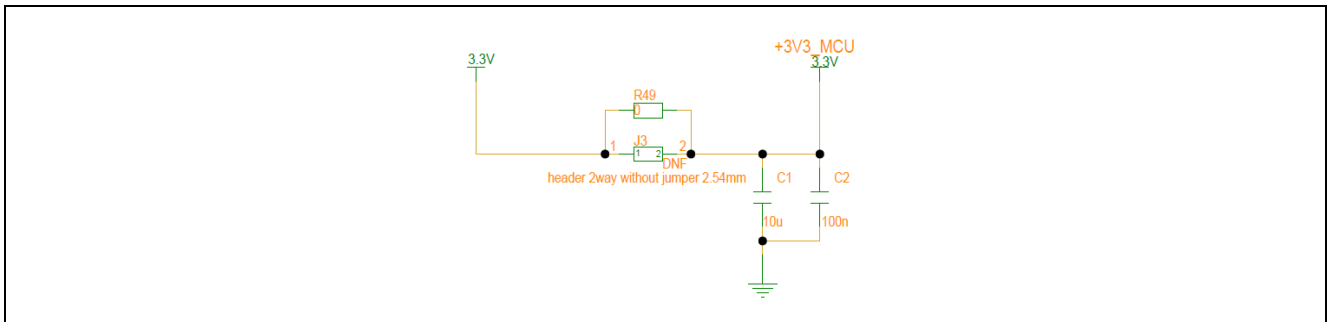 +3V3_MCU
3.3V
3.3V
R49
0
1
J3
2
1
2
DNF
header 2way without jumper 2.54mm
C1
C2
10u
100n